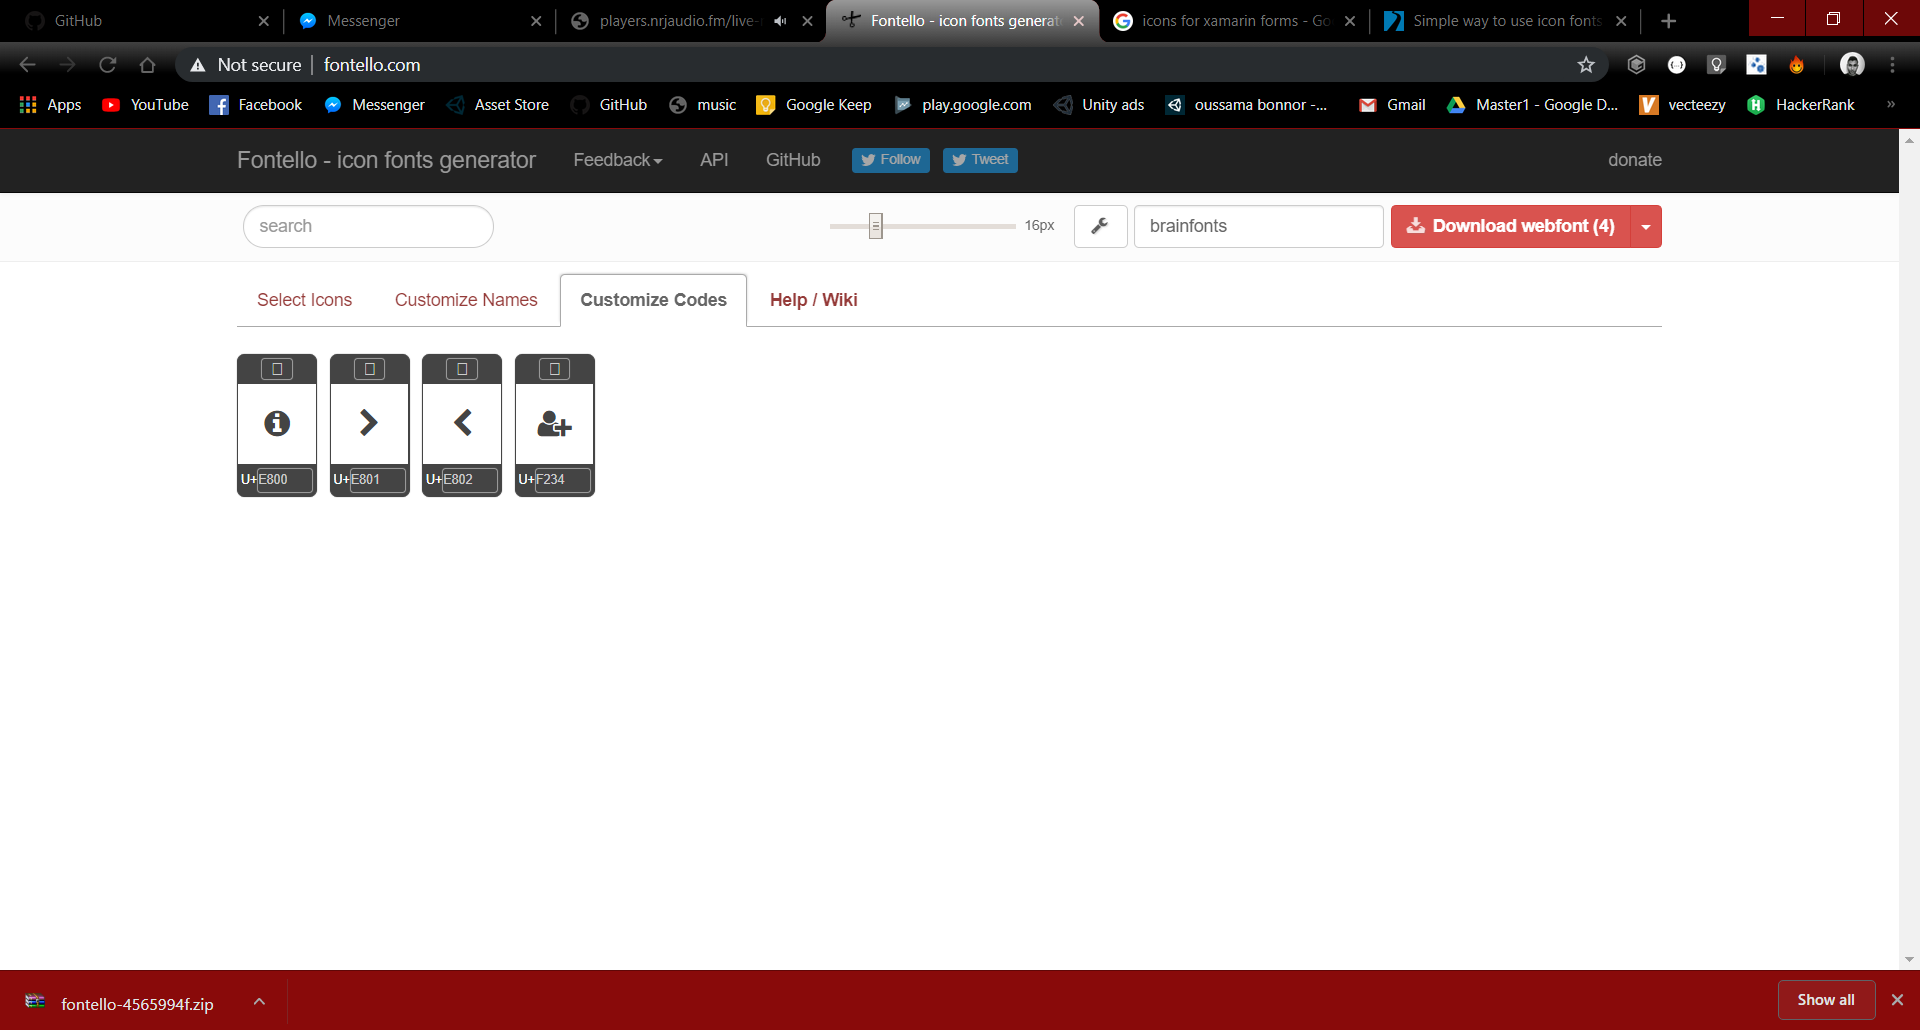 GitHub
Messenger
players.nrjaudio.fm/live-
Fontello - icon fonts generat
icons for xamarin forms - Go
Simple way to use icon fonts
Not secure
fontello.com
Apps
YouTube
Facebook
Messenger
Asset Store
GitHub
music
Google Keep
play.google.com
Unity ads
oussama bonnor -...
Gmail
Master1 - Google D...
vecteezy
HackerRank
»
Fontello - icon fonts generator
Feedback
API
GitHub
Follow
Tweet
donate
search
16px
brainfonts
Download webfont (4)
Select Icons
Customize Names
Customize Codes
Help / Wiki
U+E800
U+E801
U+E802
U+F234
fontello-4565994f.zip
Show all